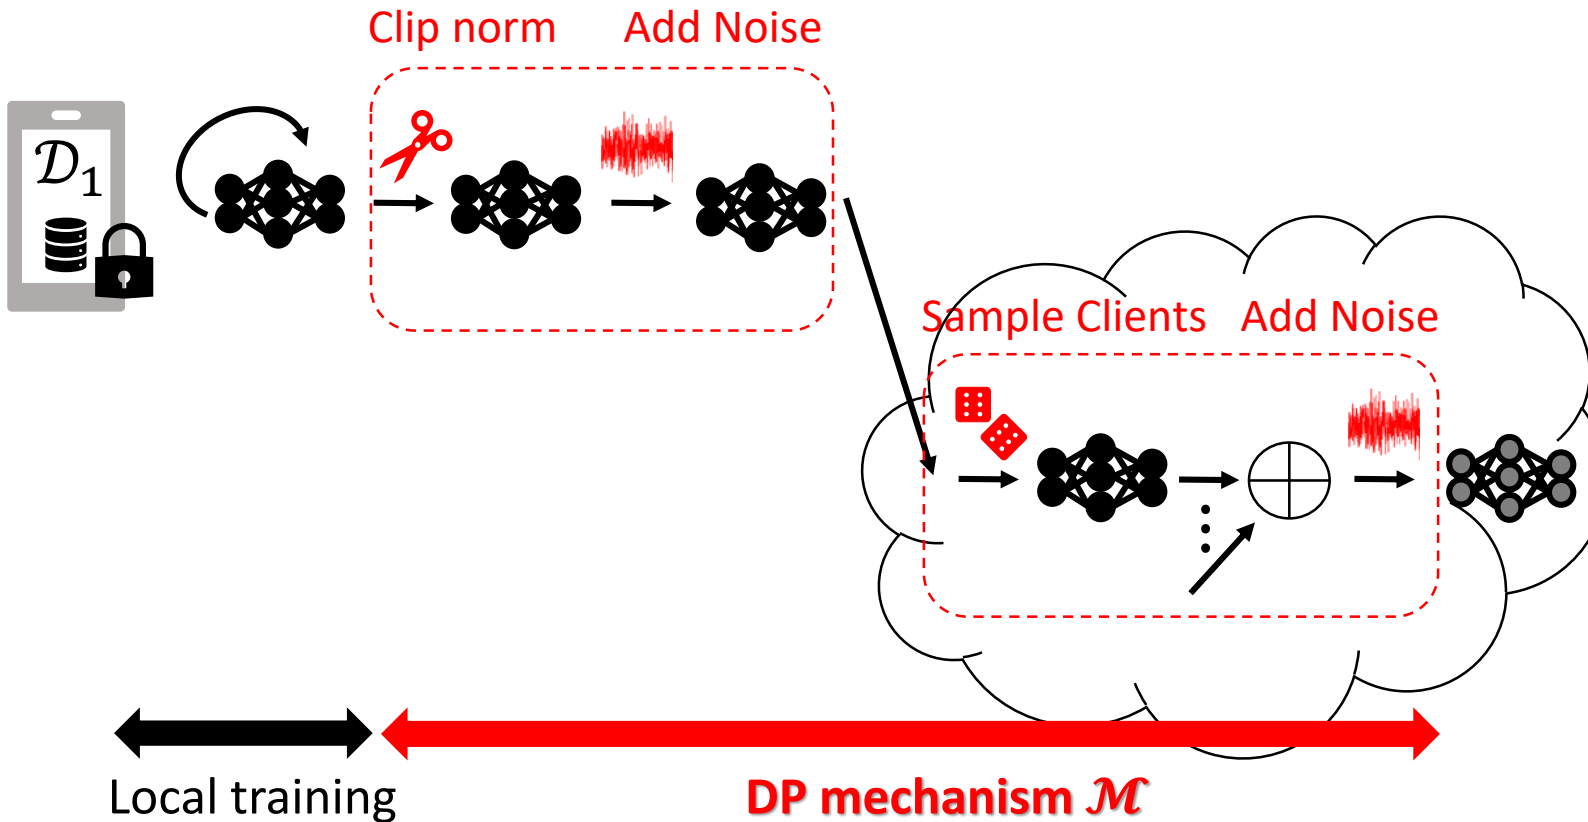 Clip norm Add Noise
𝒟₁
Sample Clients Add Noise
Local training
DP mechanism ℳ